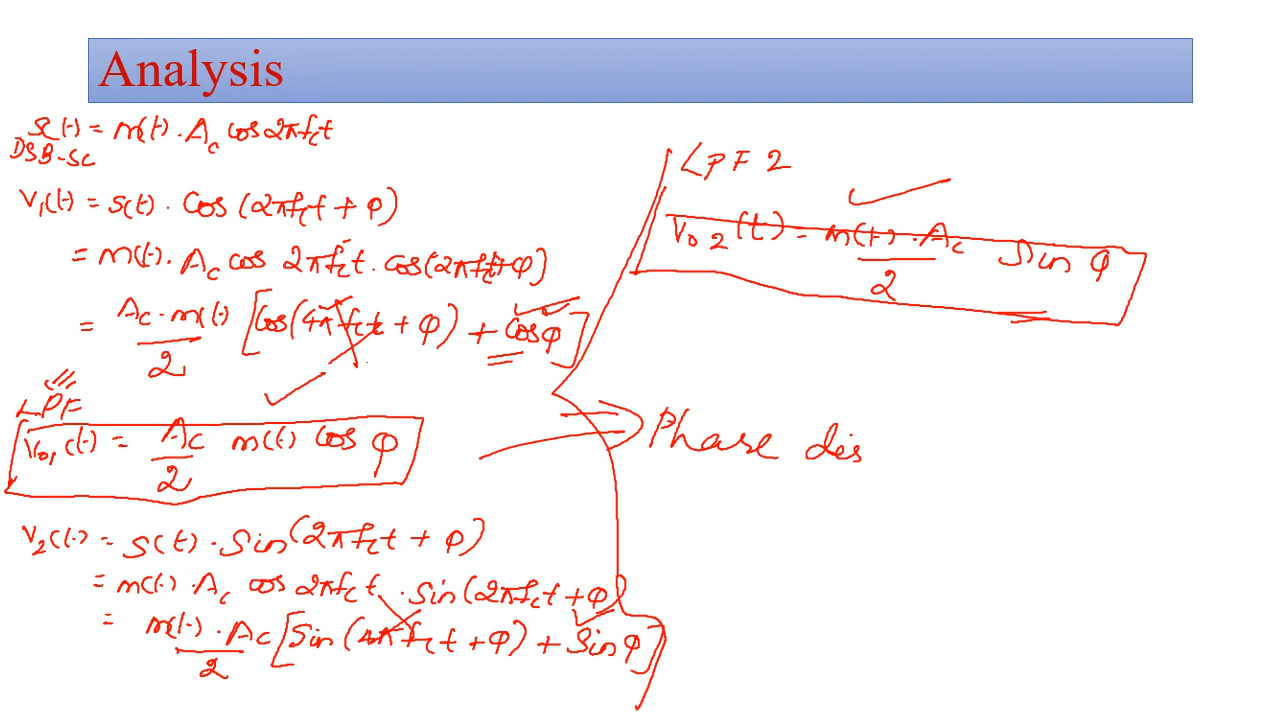 Analysis
s(t) = m(t) . Ac cos 2πfct
DSB-SC
V1(t) = s(t) . Cos (2πfct + φ)
= m(t) . Ac cos 2πfct . cos(2πfct + φ)
= Ac . m(t) / 2 [Cos(4πfct + φ) + Cosφ]
LPF
Vo1(t) = Ac / 2 m(t) cos φ
V2(t) = s(t) . Sin(2πfct + φ)
= m(t) . Ac cos 2πfct . Sin(2πfct + φ)
= m(t) . Ac / 2 [Sin(4πfct + φ) + Sinφ]
LPF 2
Vo2(t) = m(t) . Ac / 2 Sin φ
Phase dis